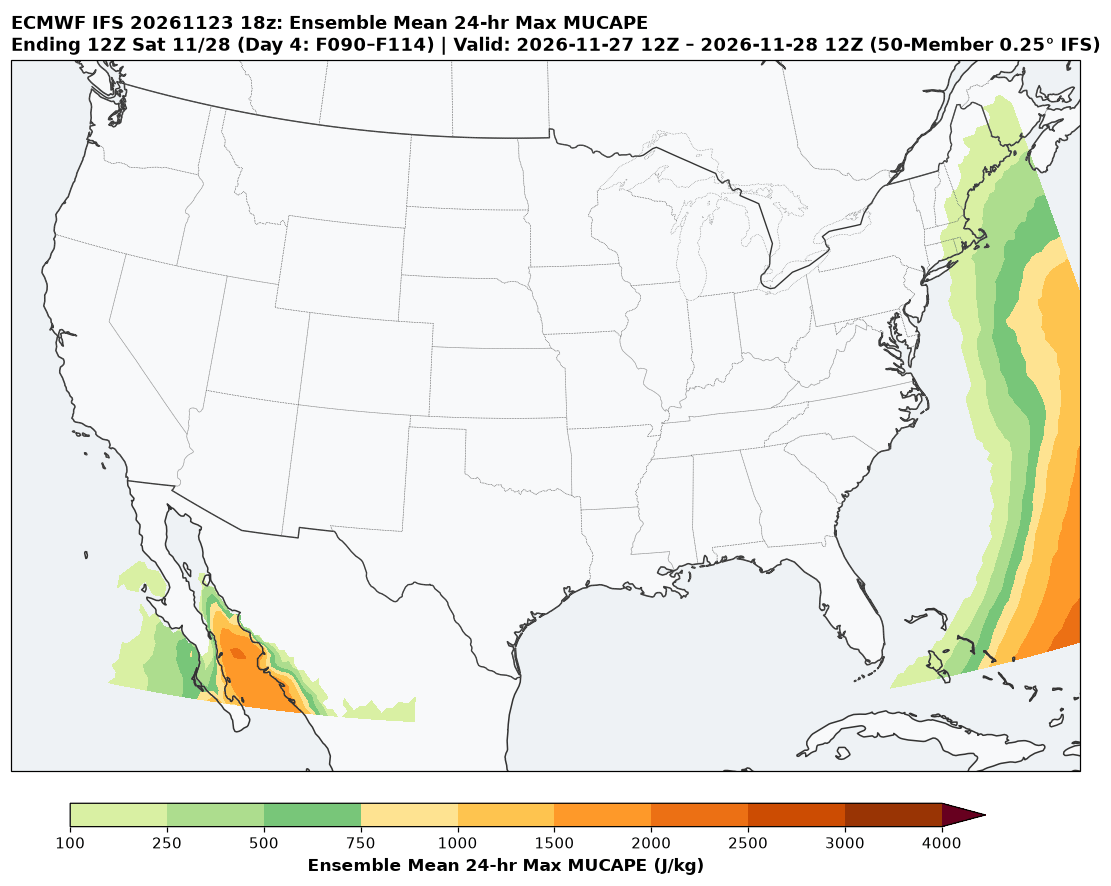 ECMWF IFS 20261123 18z: Ensemble Mean 24-hr Max MUCAPE
Ending 12Z Sat 11/28 (Day 4: F090–F114) | Valid: 2026-11-27 12Z – 2026-11-28 12Z (50-Member 0.25° IFS)
100 250 500 750 1000 1500 2000 2500 3000 4000
Ensemble Mean 24-hr Max MUCAPE (J/kg)